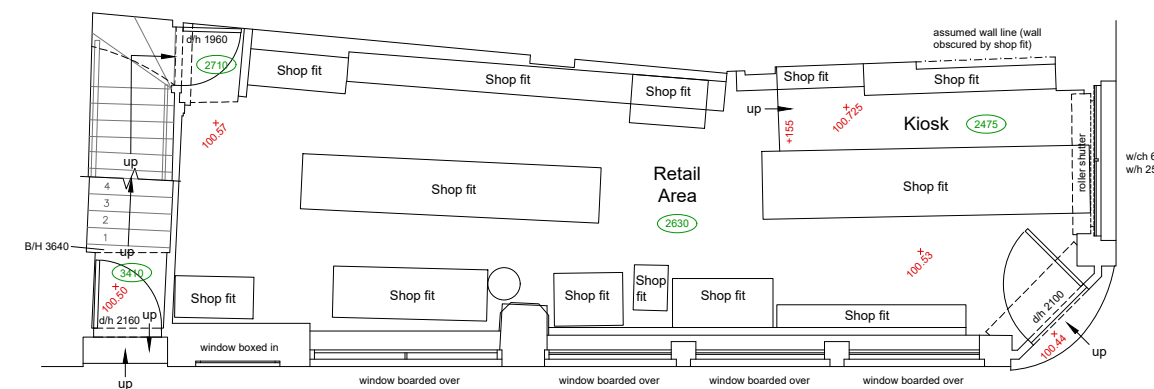 d/h 1960
2710
assumed wall line (wall
obscured by shop fit)
Shop fit
Shop fit
Shop fit
Shop fit
Shop fit
up
100.57
100.725
+155
Kiosk
2475
roller shutter
w/ch 6
w/h 25
up
Shop fit
Retail
Area
2630
Shop fit
4
3
2
1
B/H 3640
up
3410
100.50
d/h 2160
up
up
Shop fit
Shop fit
Shop fit
Shop
fit
Shop fit
Shop fit
100.53
d/h 2100
100.44
up
window boxed in
window boarded over
window boarded over
window boarded over
window boarded over